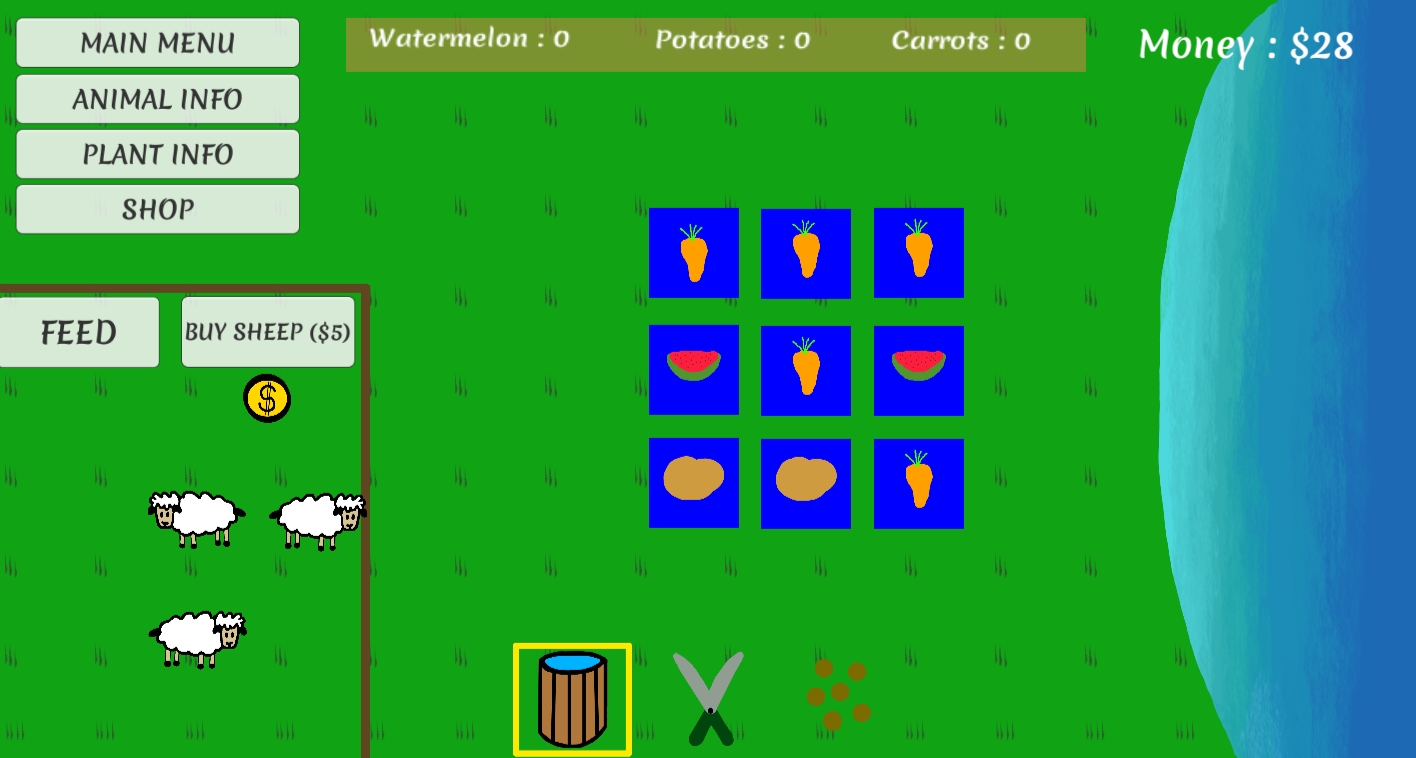 MAIN MENU
Watermelon : 0
Potatoes : 0
Carrots : 0
Money : $28
ANIMAL INFO
PLANT INFO
SHOP
FEED
BUY SHEEP ($5)
$